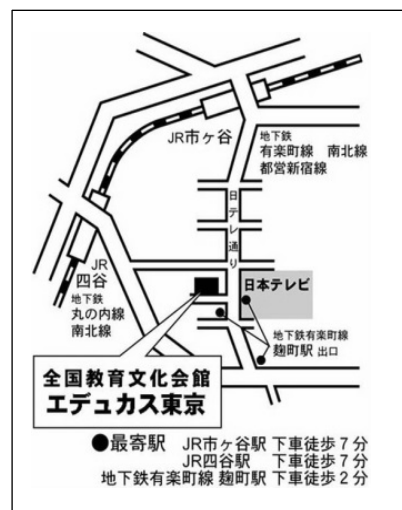 JR市ヶ谷
地下鉄
有楽町線 南北線
都営新宿線
日テレ通り
JR
四谷
地下鉄
丸の内線
南北線
日本テレビ
地下鉄有楽町線
麹町駅 出口
全国教育文化会館
エデュカス東京
●最寄駅 JR市ヶ谷駅 下車徒歩7分
JR四谷駅 下車徒歩7分
地下鉄有楽町線 麹町駅 下車徒歩2分